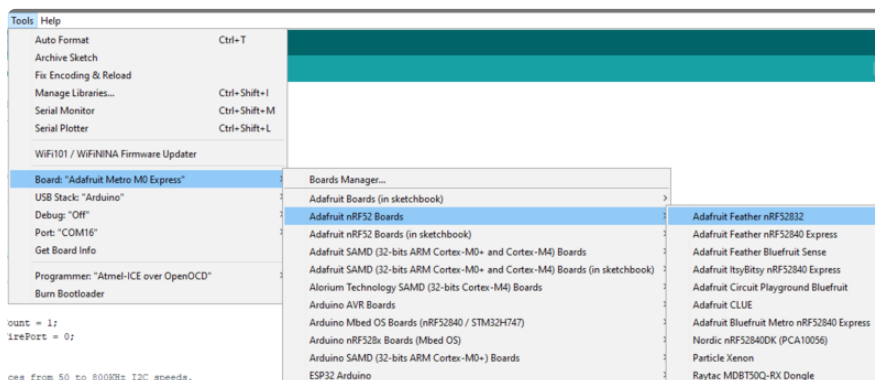 Tools Help
Auto Format Ctrl+T
Archive Sketch
Fix Encoding & Reload
Manage Libraries... Ctrl+Shift+I
Serial Monitor Ctrl+Shift+M
Serial Plotter Ctrl+Shift+L
WiFi101 / WiFiNINA Firmware Updater
Board: "Adafruit Metro M0 Express"
USB Stack: "Arduino"
Debug: "Off"
Port: "COM16"
Get Board Info
Programmer: "Atmel-ICE over OpenOCD"
Burn Bootloader
Boards Manager...
Adafruit Boards (in sketchbook)
Adafruit nRF52 Boards
Adafruit nRF52 Boards (in sketchbook)
Adafruit SAMD (32-bits ARM Cortex-M0+ and Cortex-M4) Boards
Adafruit SAMD (32-bits ARM Cortex-M0+ and Cortex-M4) Boards (in sketchbook)
Alorium Technology SAMD (32-bits Cortex-M4) Boards
Arduino AVR Boards
Arduino Mbed OS Boards (nRF52840 / STM32H747)
Arduino nRF528x Boards (Mbed OS)
Arduino SAMD (32-bits ARM Cortex-M0+) Boards
ESP32 Arduino
Adafruit Feather nRF52832
Adafruit Feather nRF52840 Express
Adafruit Feather Bluefruit Sense
Adafruit ItsyBitsy nRF52840 Express
Adafruit Circuit Playground Bluefruit
Adafruit CLUE
Adafruit Bluefruit Metro nRF52840 Express
Nordic nRF52840DK (PCA10056)
Particle Xenon
Raytac MDBT50Q-RX Dongle
ount = 1;
irePort = 0;
ces from 50 to 800KHz I2C speeds.